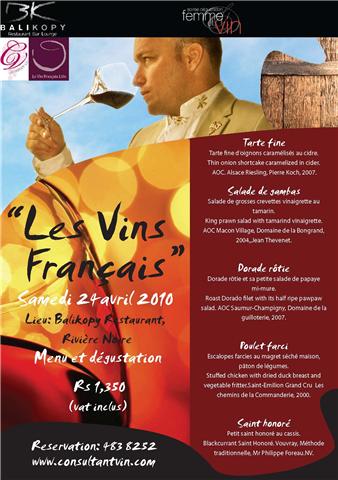 BK
BALIKOPY
Restaurant Bar Lounge
Le Vin Français Ltée
soirée dégustation
femme
et
vin
Tarte fine
Tarte fine d'oignons caramélisés au cidre.
Thin onion shortcake caramelized in cider.
AOC. Alsace Riesling, Pierre Koch, 2007.
Salade de gambas
Salade de grosses crevettes vinaigrette au
tamarin.
King prawn salad with tamarind vinaigrette.
AOC Macon Village, Domaine de la Bongrand,
2004,,Jean Thevenet.
"Les Vins
Français"
Samedi 24 avril 2010
Lieu: Balikopy Restaurant,
Rivière Noire
Menu et dégustation
Rs 1,350
(vat inclus)
Dorade rôtie
Dorade rôtie et sa petite salade de papaye
mi-mure.
Roast Dorado filet with its half ripe pawpaw
salad. AOC Saumur-Champigny, Domaine de la
guilloterie, 2007.
Poulet farci
Escalopes farcies au magret séché maison,
pâton de légumes.
Stuffed chicken with dried duck breast and
vegetable fritter.Saint-Emilion Grand Cru Les
chemins de la Commanderie, 2000.
Saint honoré
Petit saint honoré au cassis.
Blackcurrant Saint Honoré. Vouvray, Méthode
traditionnelle, Mr Philippe Foreau.NV.
Reservation: 483 8252
www.consultantvin.com